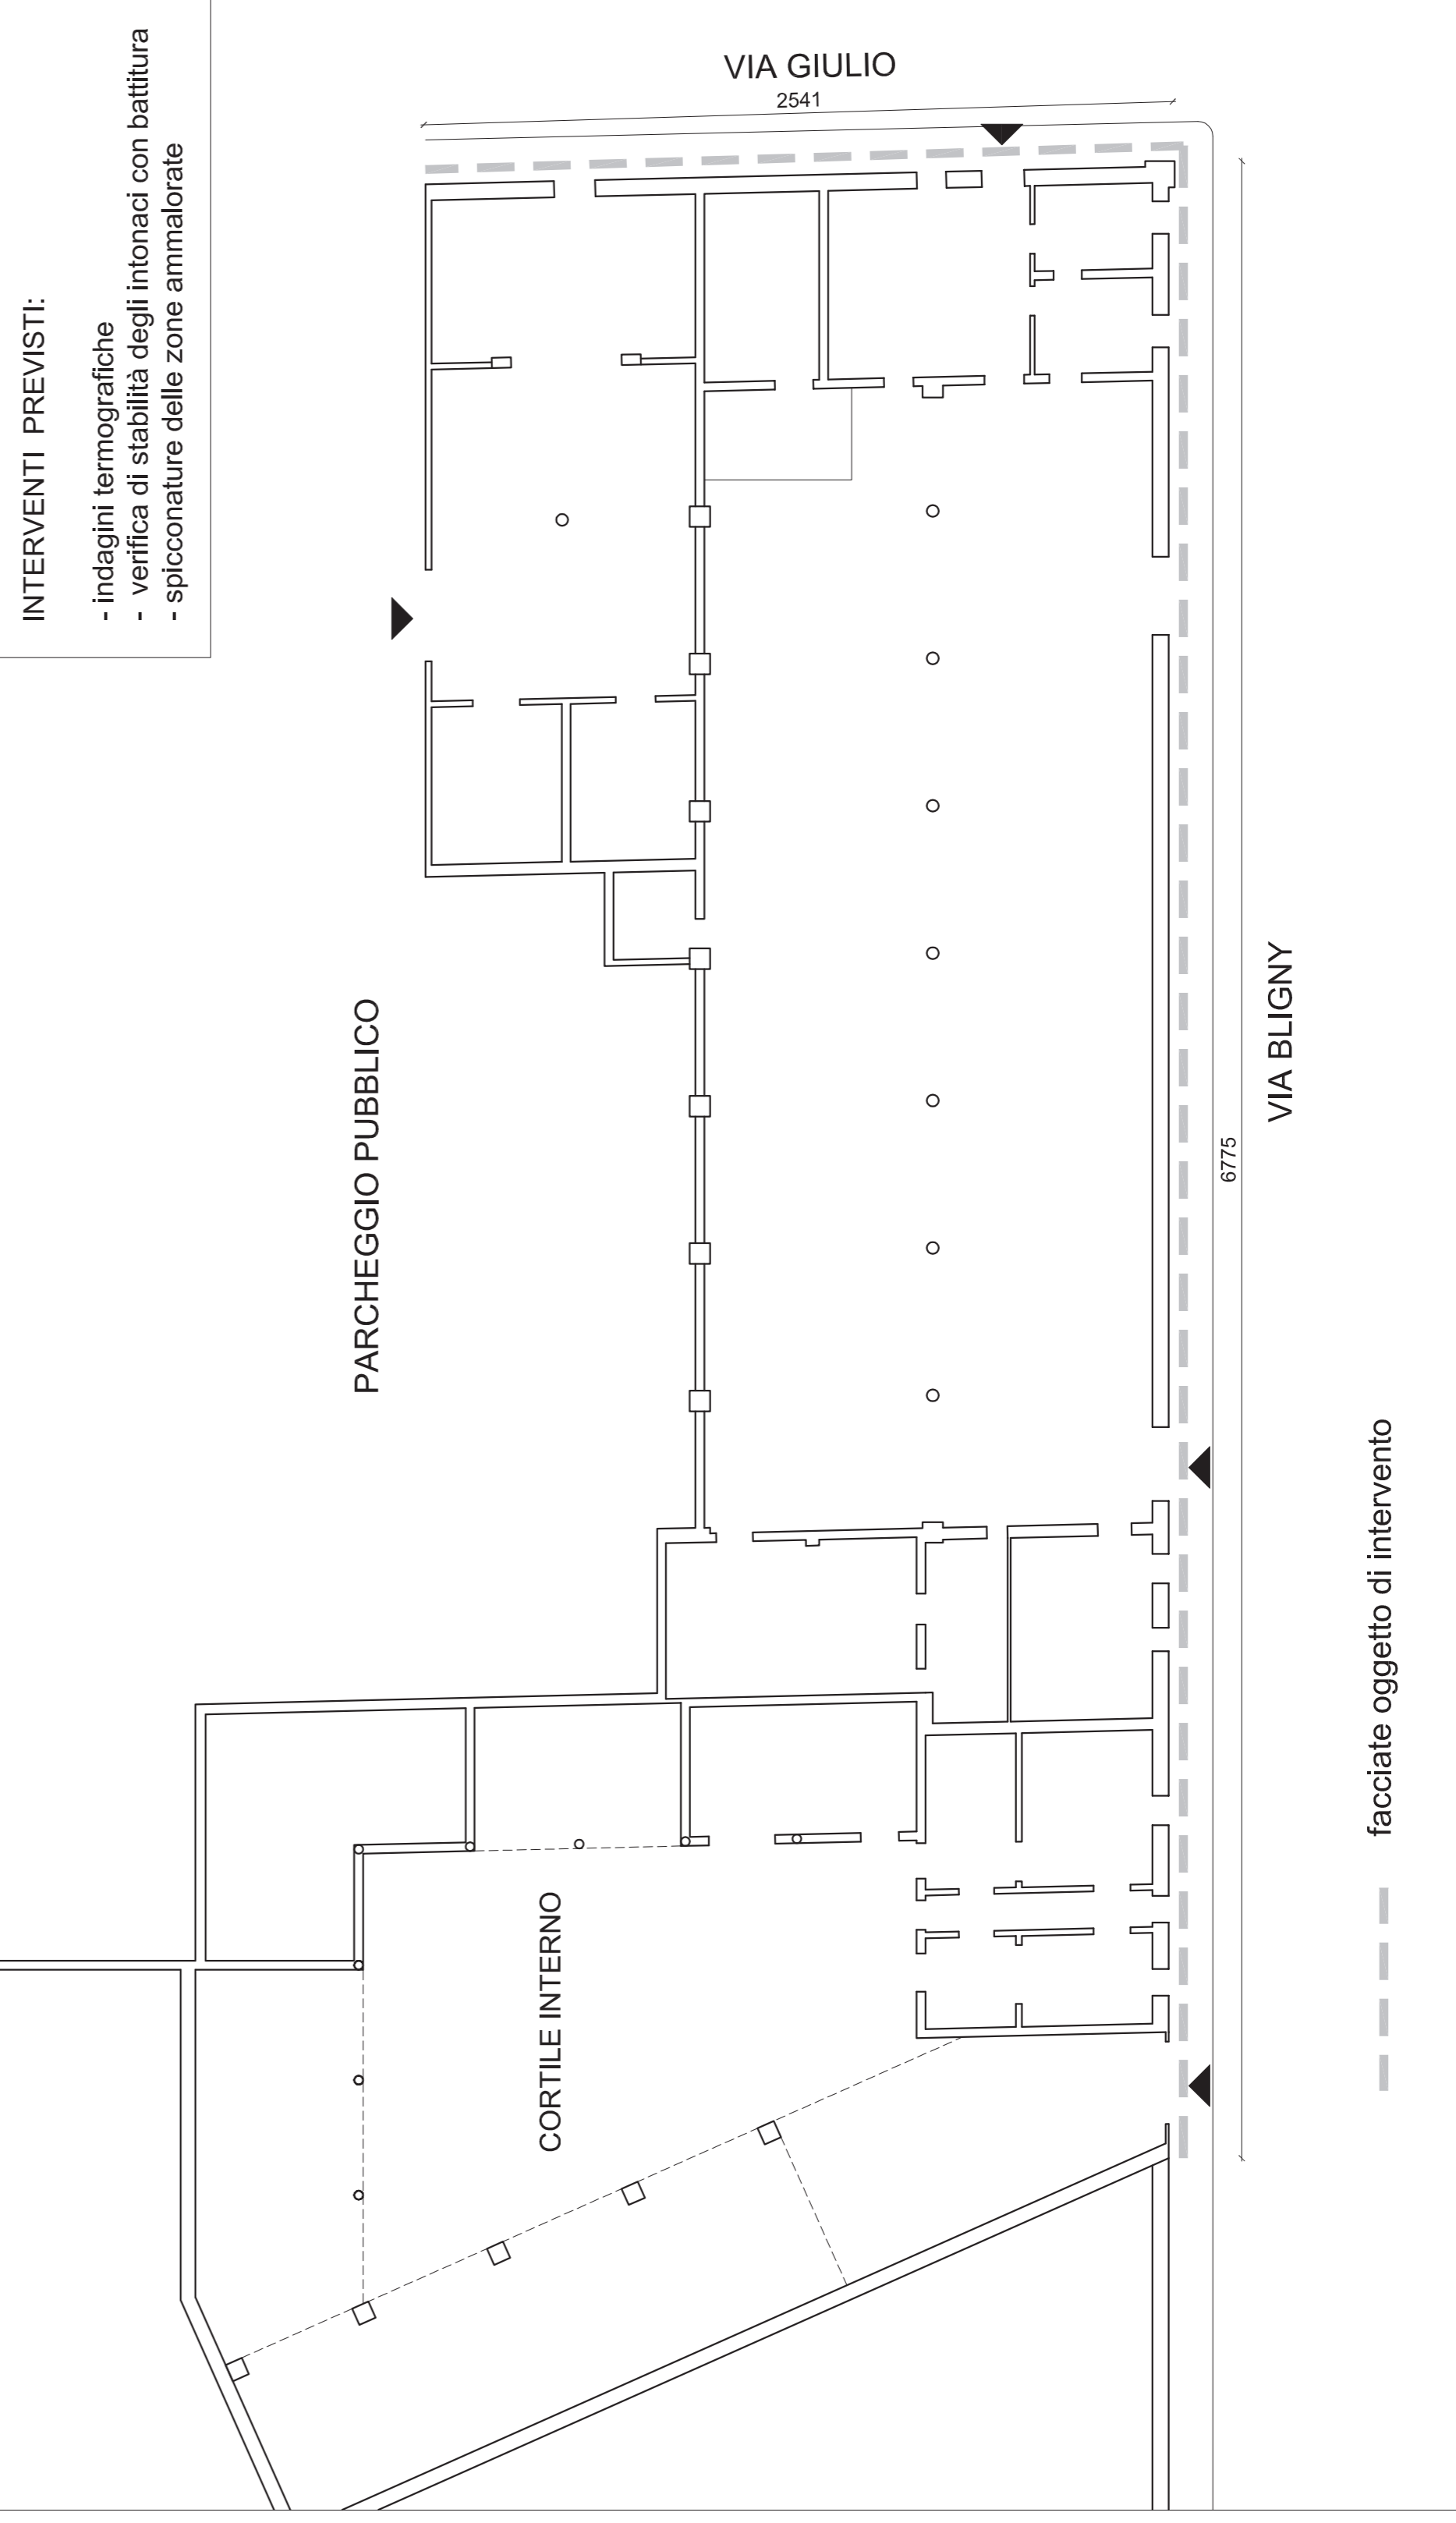 INTERVENTI PREVISTI:
- indagini termografiche
- verifica di stabilità degli intonaci con battitura
- spicconature delle zone ammalorate
VIA GIULIO
2541
PARCHEGGIO PUBBLICO
VIA BLIGNY
6775
CORTILE INTERNO
facciate oggetto di intervento